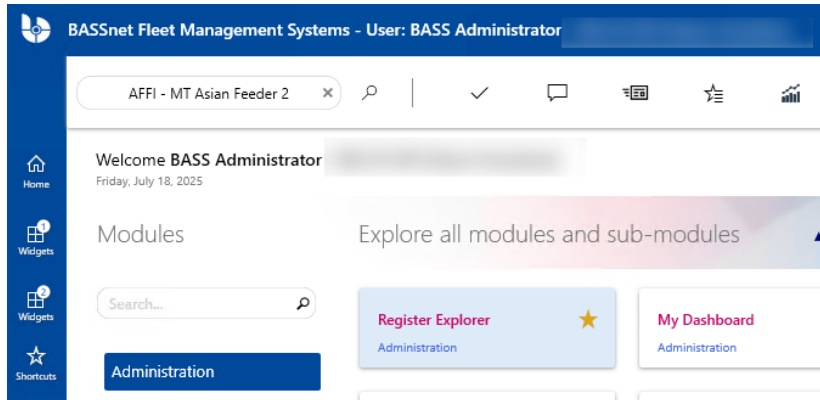 BASSnet Fleet Management Systems - User: BASS Administrator
AFFI - MT Asian Feeder 2
Welcome BASS Administrator
Friday, July 18, 2025
Home
1
Widgets
2
Widgets
Shortcuts
Modules
Search...
Administration
Explore all modules and sub-modules
Register Explorer
Administration
My Dashboard
Administration